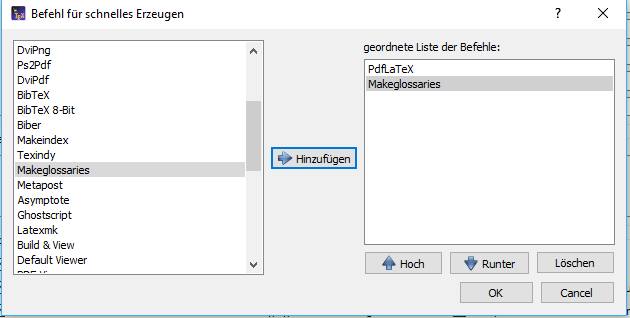 Befehl für schnelles Erzeugen
DviPng
Ps2Pdf
DviPdf
BibTeX
BibTeX 8-Bit
Biber
Makeindex
Texindy
Makeglossaries
Metapost
Asymptote
Ghostscript
Latexmk
Build & View
Default Viewer
Hinzufügen
geordnete Liste der Befehle:
PdfLaTeX
Makeglossaries
Hoch
Runter
Löschen
OK
Cancel